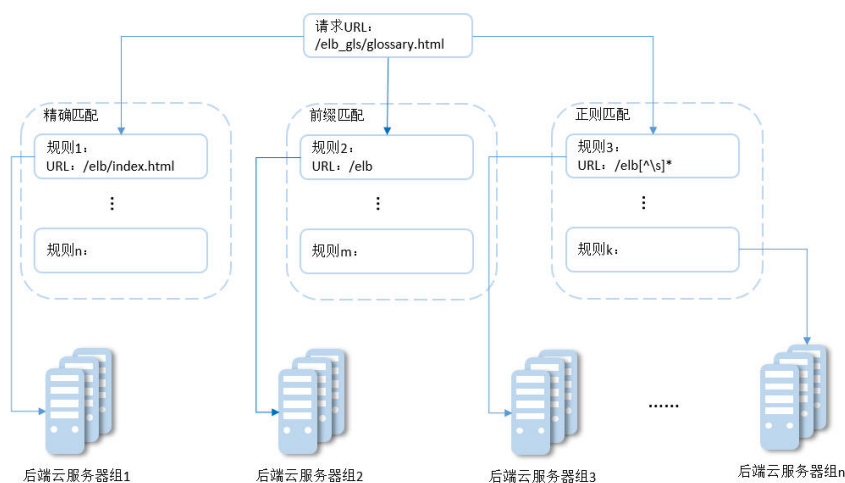 请求URL：
/elb_gls/glossary.html
精确匹配
规则1：
URL：/elb/index.html
⋮
规则n：
前缀匹配
规则2：
URL：/elb
⋮
规则m：
正则匹配
规则3：
URL：/elb[^\s]*
⋮
规则k：
后端云服务器组1
后端云服务器组2
后端云服务器组3
……
后端云服务器组n